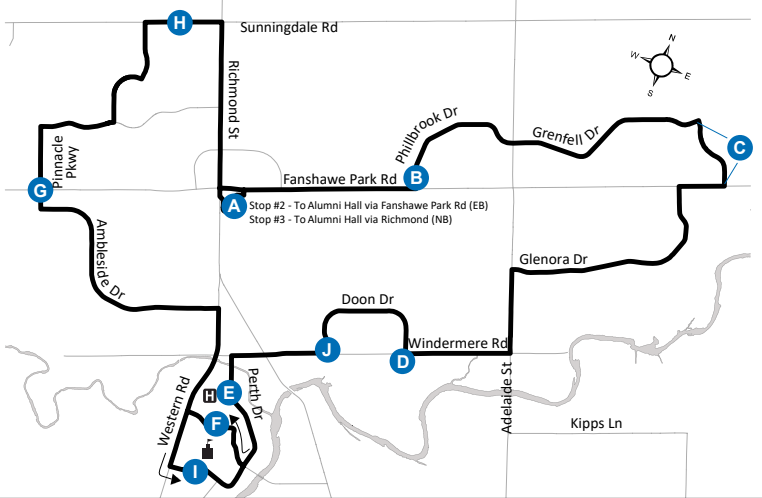 H
Sunningdale Rd
Richmond St
N
W
E
S
Phillbrook Dr
Grenfell Dr
C
Pinnacle
Pkwy
G
Fanshawe Park Rd
B
A
Stop #2 - To Alumni Hall via Fanshawe Park Rd (EB)
Stop #3 - To Alumni Hall via Richmond (NB)
Ambleside Dr
Glenora Dr
Doon Dr
J
D
Windermere Rd
Adelaide St
Western Rd
H
E
Perth Dr
F
I
Kipps Ln